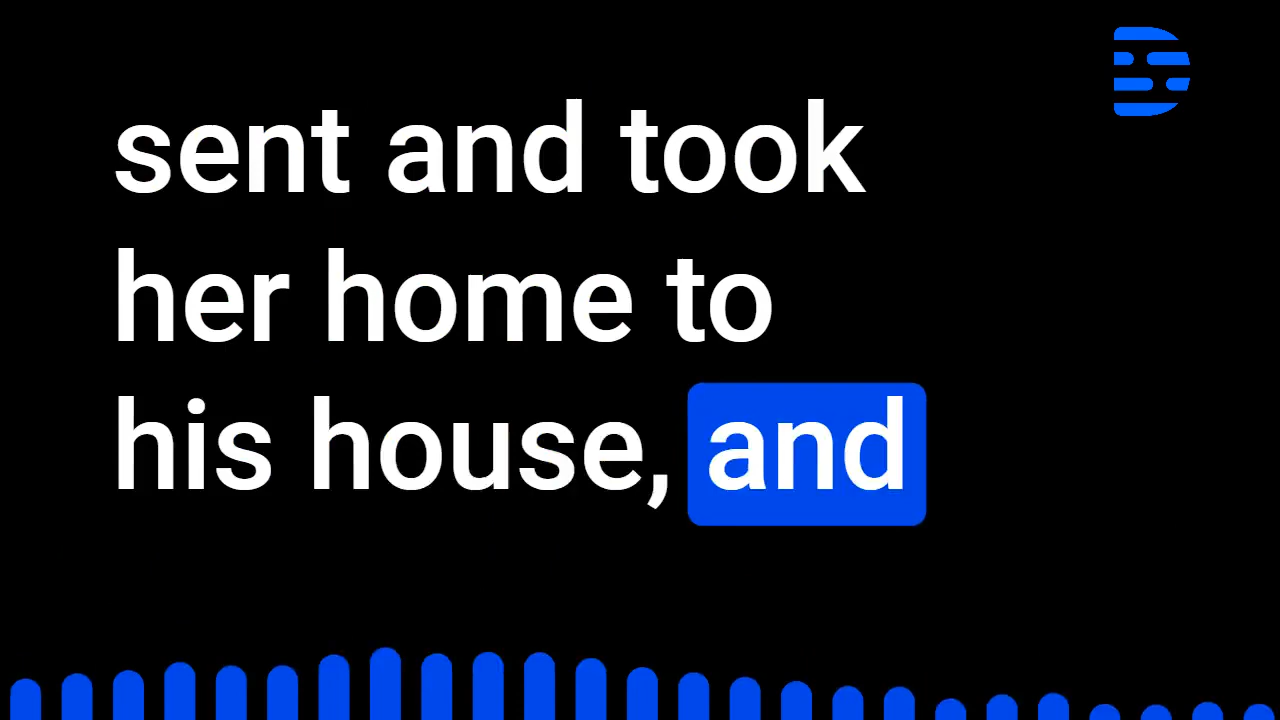 sent and took
her home to
his house, and